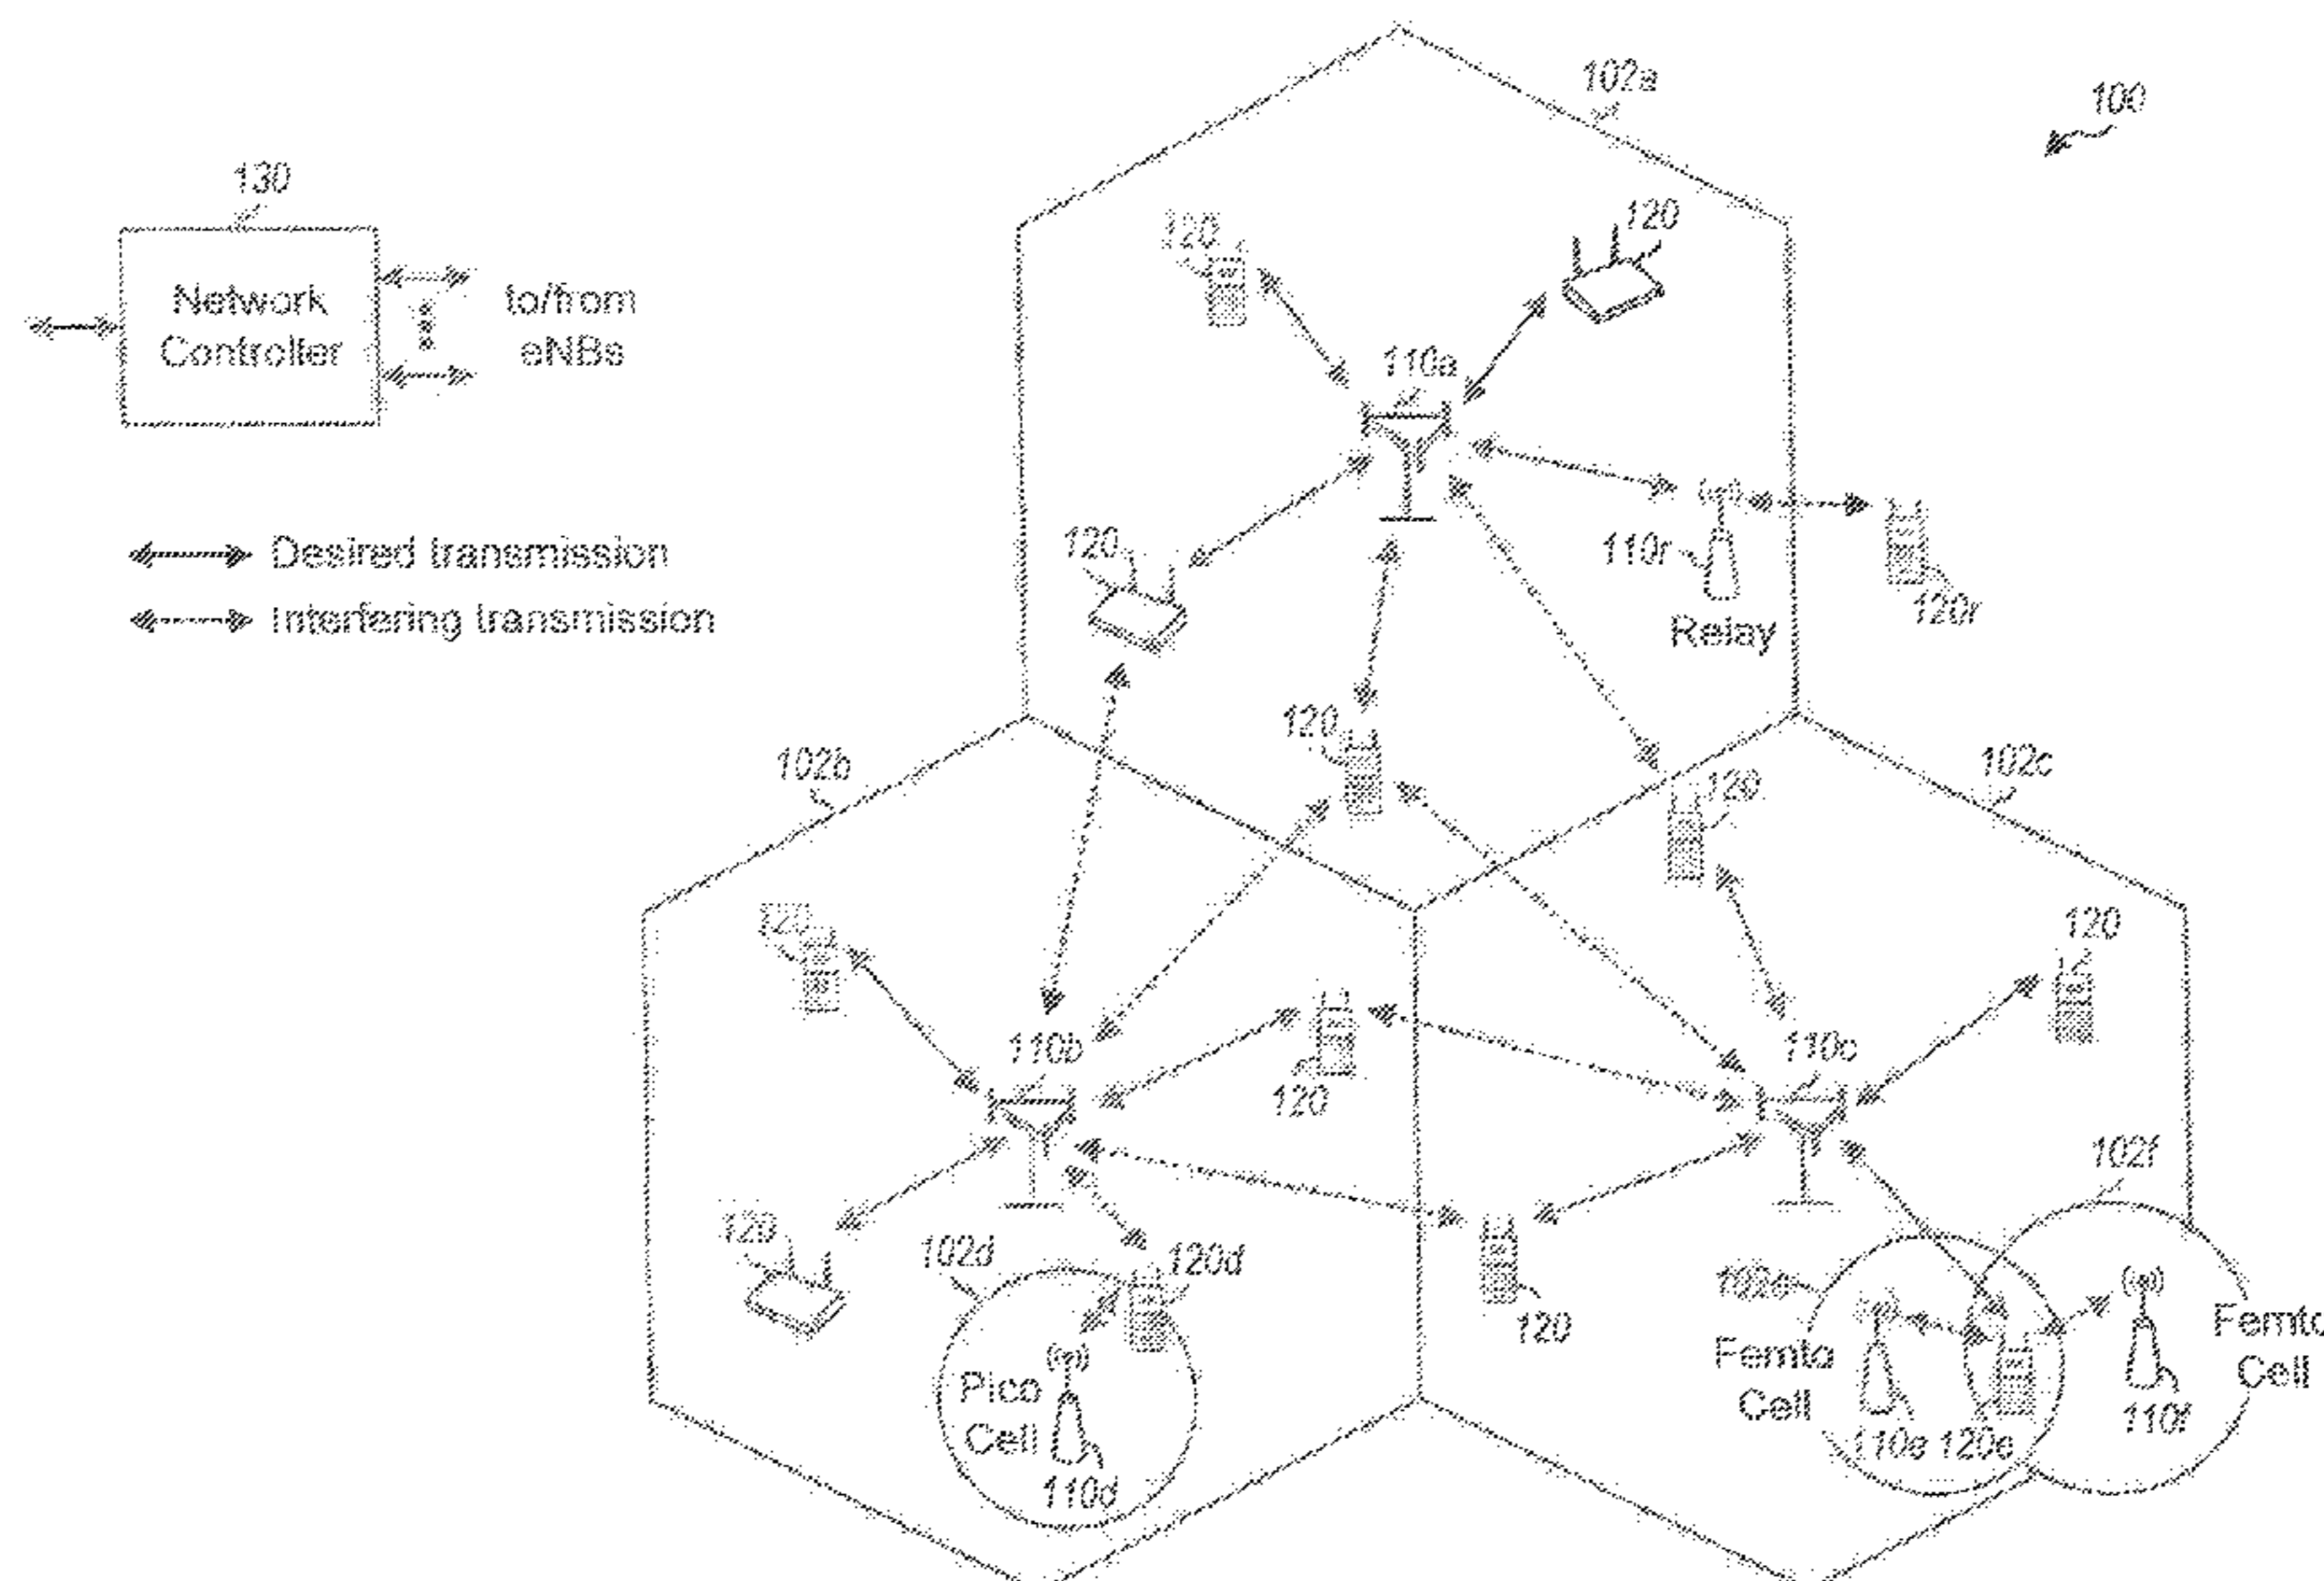 102a
100
130
120
120
Network
Controller
to/from
eNBs
110a
Desired transmission
Interfering transmission
120
110r
120r
Relay
120
102b
102c
120
120
120
110b
110c
120
102f
120
102d
120d
102e
120
Femto
Cell
Femto
Cell
Pico
Cell
110e
120e
110f
110d